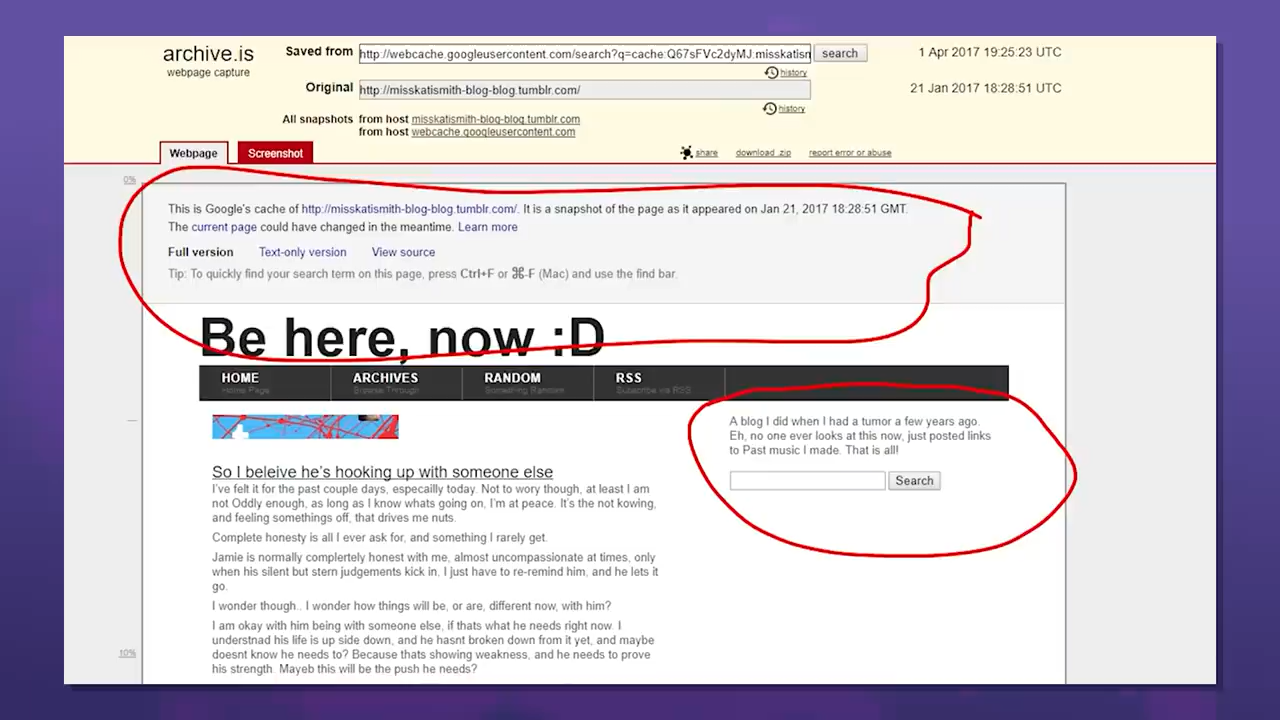 archive.is
webpage capture
Saved from http://webcache.googleusercontent.com/search?q=cache:Q67sFVc2dyMJ:misskatism search 1 Apr 2017 19:25:23 UTC
history
Original http://misskatismith-blog-blog.tumblr.com/ 21 Jan 2017 18:28:51 UTC
history
All snapshots from host misskatismith-blog-blog.tumblr.com
from host webcache.googleusercontent.com
Webpage Screenshot share download .zip report error or abuse
0%
This is Google's cache of http://misskatismith-blog-blog.tumblr.com/. It is a snapshot of the page as it appeared on Jan 21, 2017 18:28:51 GMT.
The current page could have changed in the meantime. Learn more
Full version Text-only version View source
Tip: To quickly find your search term on this page, press Ctrl+F or ⌘-F (Mac) and use the find bar.
Be here, now :D
HOME ARCHIVES RANDOM RSS
Home Page Browse Through Something Random Subscribe via RSS
A blog I did when I had a tumor a few years ago.
Eh, no one ever looks at this now, just posted links
to Past music I made. That is all!
Search
So I beleive he's hooking up with someone else
I've felt it for the past couple days, especailly today. Not to wory though, at least I am
not Oddly enough, as long as I know whats going on, I'm at peace. It's the not kowing,
and feeling somethings off, that drives me nuts.
Complete honesty is all I ever ask for, and something I rarely get.
Jamie is normally complertely honest with me, almost uncompassionate at times, only
when his silent but stern judgements kick in. I just have to re-remind him, and he lets it
go.
I wonder though.. I wonder how things will be, or are, different now, with him?
I am okay with him being with someone else, if thats what he needs right now. I
understnad his life is up side down, and he hasnt broken down from it yet, and maybe
doesnt know he needs to? Because thats showing weakness, and he needs to prove
his strength. Mayeb this will be the push he needs?
10%